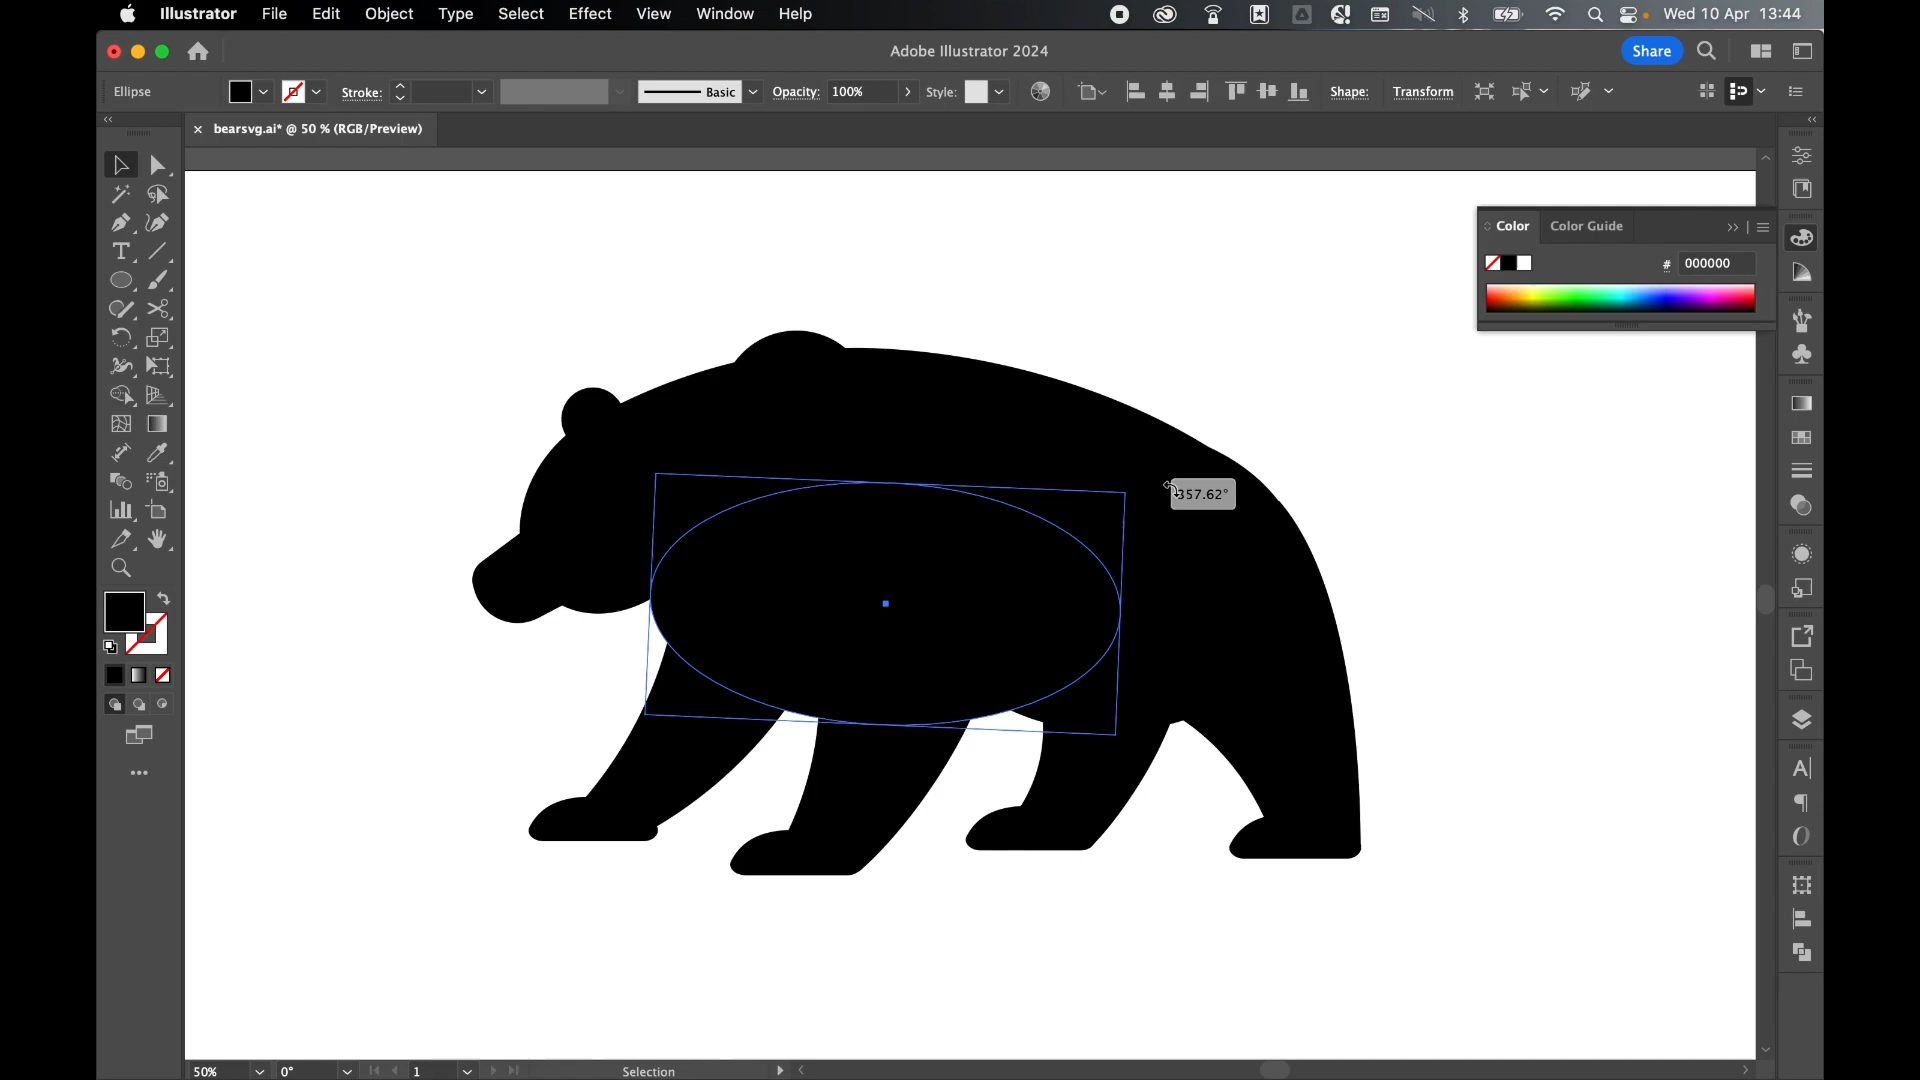 Illustrator File Edit Object Type Select Effect View Window Help Wed 10 Apr 13:44
Adobe Illustrator 2024 Share
Ellipse Stroke: Basic Opacity: 100% Style: Shape: Transform
× bearsvg.ai* @ 50 % (RGB/Preview)
Color Color Guide
# 000000
357.62°
50% 0° 1 Selection